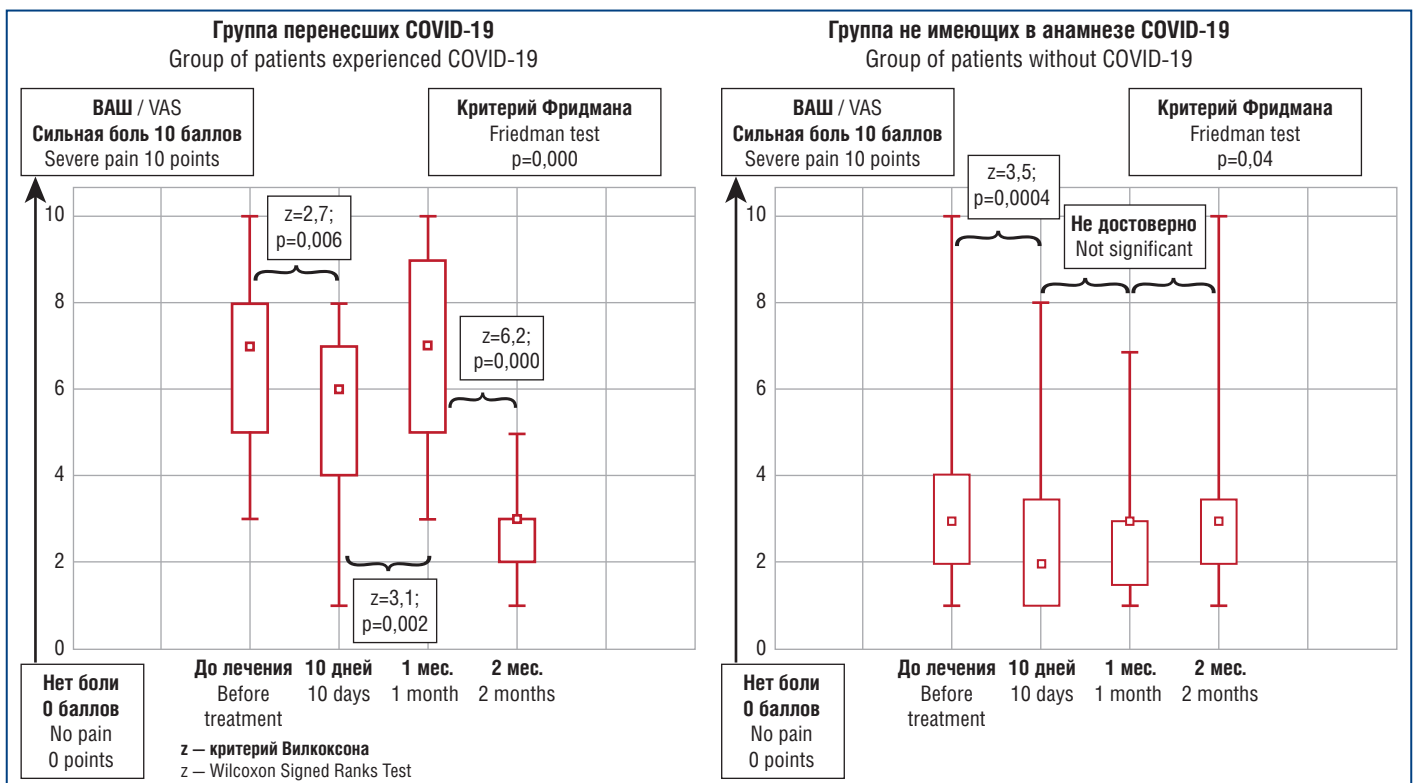 Группа перенесших COVID-19
Group of patients experienced COVID-19
ВАШ / VAS
Сильная боль 10 баллов
Severe pain 10 points
Критерий Фридмана
Friedman test
p=0,000
10
8
6
4
2
0
z=2,7;
p=0,006
z=6,2;
p=0,000
z=3,1;
p=0,002
Нет боли
0 баллов
No pain
0 points
До лечения
Before
treatment
10 дней
10 days
1 мес.
1 month
2 мес.
2 months
z — критерий Вилкоксона
z — Wilcoxon Signed Ranks Test
Группа не имеющих в анамнезе COVID-19
Group of patients without COVID-19
ВАШ / VAS
Сильная боль 10 баллов
Severe pain 10 points
Критерий Фридмана
Friedman test
p=0,04
10
8
6
4
2
0
z=3,5;
p=0,0004
Не достоверно
Not significant
Нет боли
0 баллов
No pain
0 points
До лечения
Before
treatment
10 дней
10 days
1 мес.
1 month
2 мес.
2 months